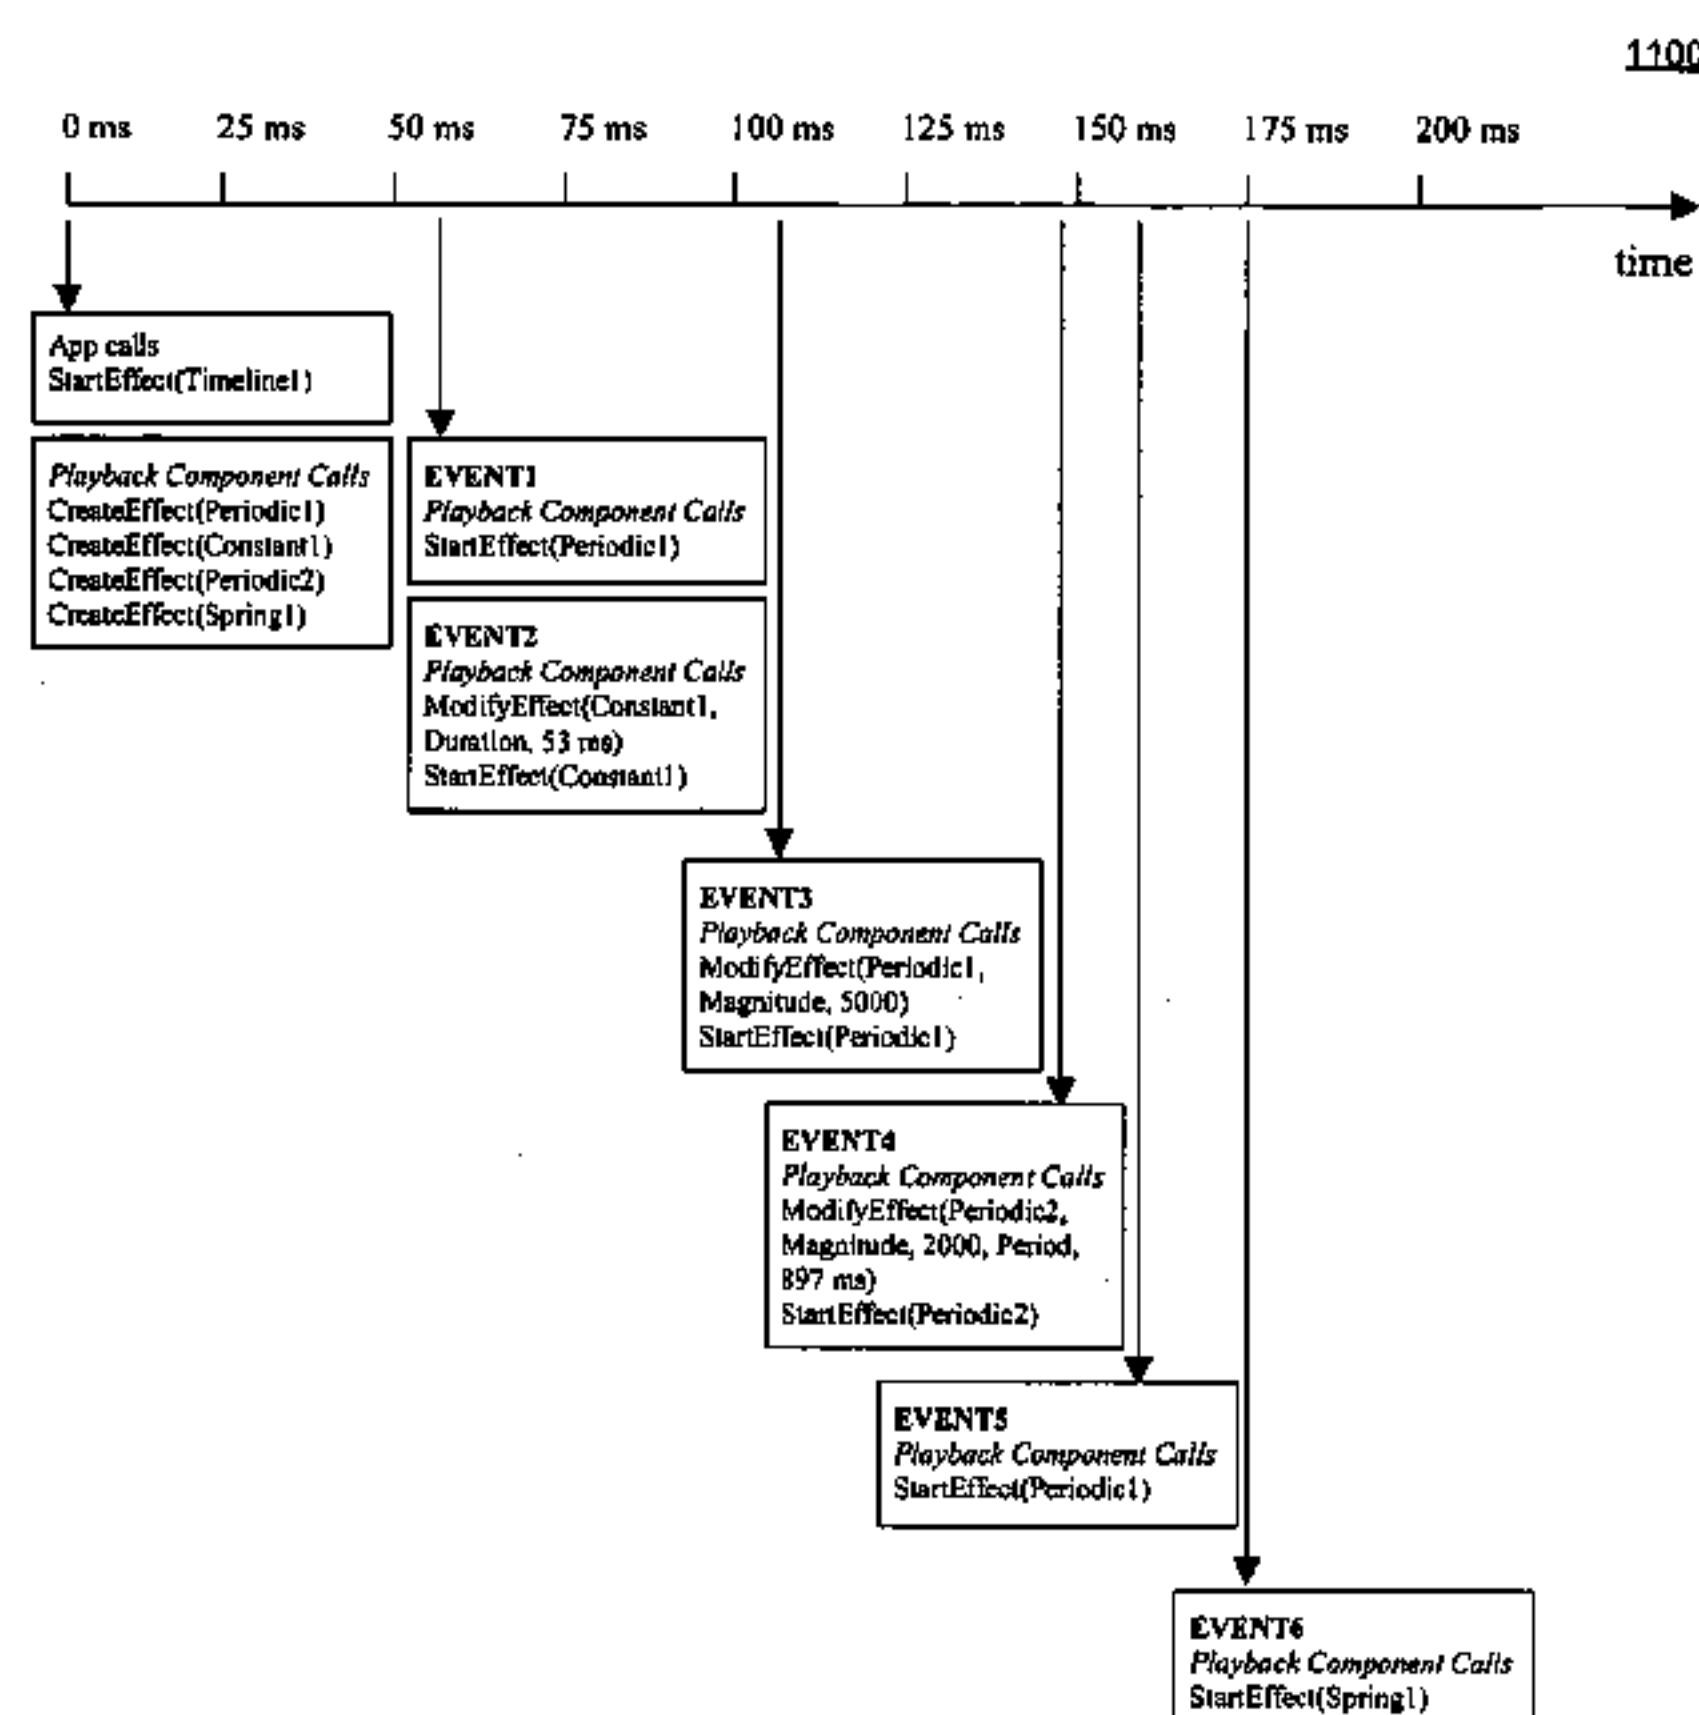 1100
0 ms 25 ms 50 ms 75 ms 100 ms 125 ms 150 ms 175 ms 200 ms
time
App calls
StartEffect(Timeline1)
Playback Component Calls
CreateEffect(Periodic1)
CreateEffect(Constant1)
CreateEffect(Periodic2)
CreateEffect(Spring1)
EVENT1
Playback Component Calls
StartEffect(Periodic1)
EVENT2
Playback Component Calls
ModifyEffect(Constant1,
Duration, 53 ms)
StartEffect(Constant1)
EVENT3
Playback Component Calls
ModifyEffect(Periodic1,
Magnitude, 5000)
StartEffect(Periodic1)
EVENT4
Playback Component Calls
ModifyEffect(Periodic2,
Magnitude, 2000, Period,
897 ms)
StartEffect(Periodic2)
EVENT5
Playback Component Calls
StartEffect(Periodic1)
EVENT6
Playback Component Calls
StartEffect(Spring1)